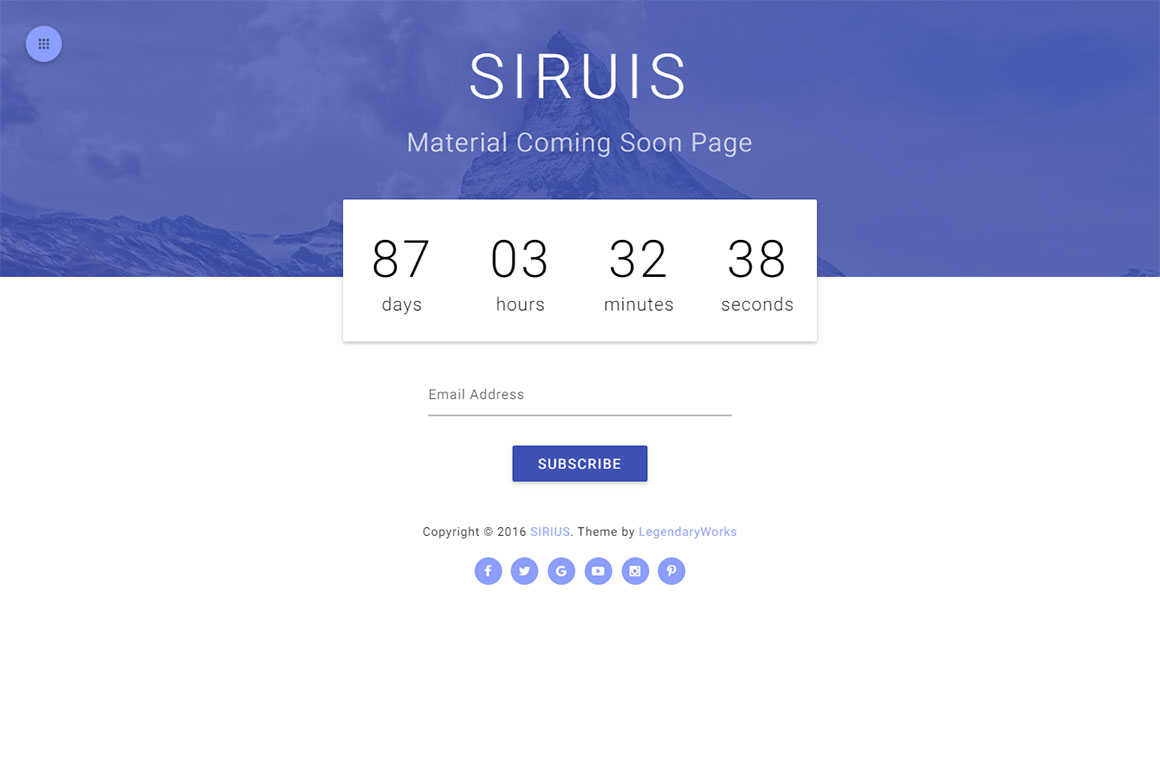 SIRUIS
Material Coming Soon Page
87 03 32 38
days hours minutes seconds
Email Address
SUBSCRIBE
Copyright © 2016 SIRIUS. Theme by LegendaryWorks